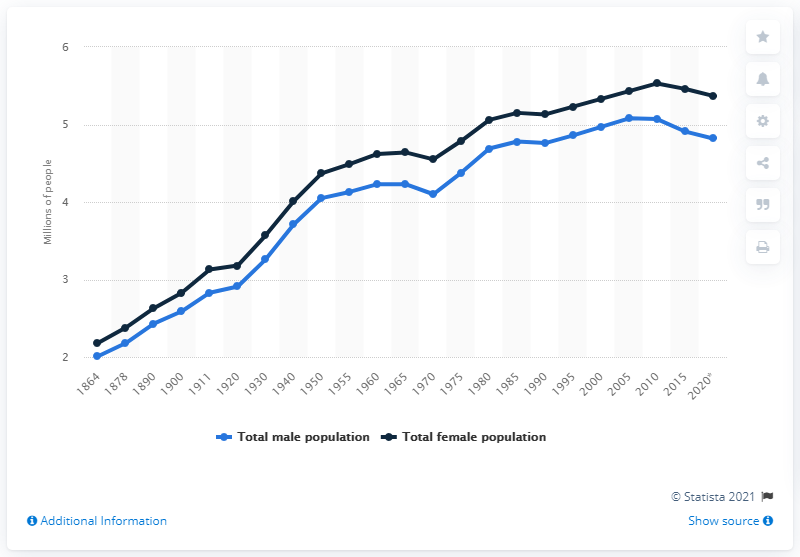 6
5
4
3
2
Millions of people
1864 1878 1890 1900 1911 1920 1930 1940 1950 1955 1960 1965 1970 1975 1980 1985 1990 1995 2000 2005 2010 2015 2020*
Total male population Total female population
© Statista 2021
Additional Information Show source